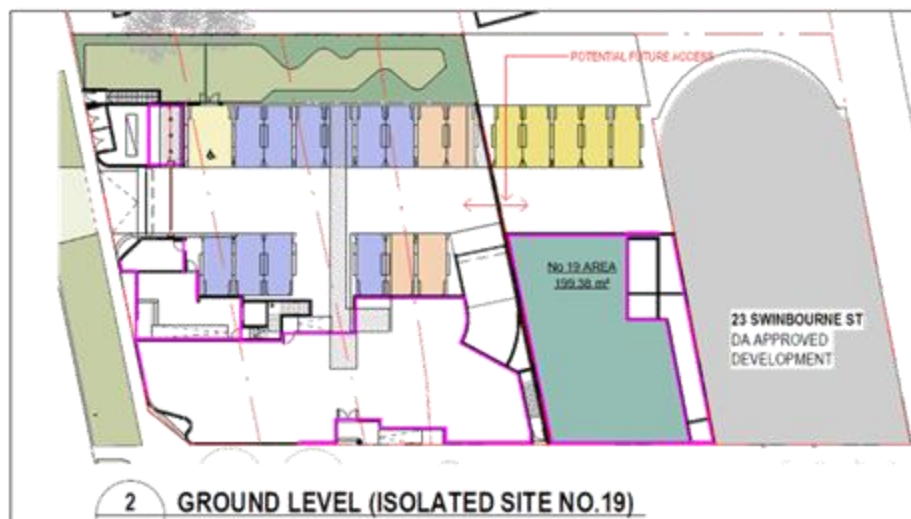 POTENTIAL FUTURE ACCESS
No 19 AREA
199.38 m²
23 SWINBOURNE ST
DA APPROVED
DEVELOPMENT
2 GROUND LEVEL (ISOLATED SITE NO.19)